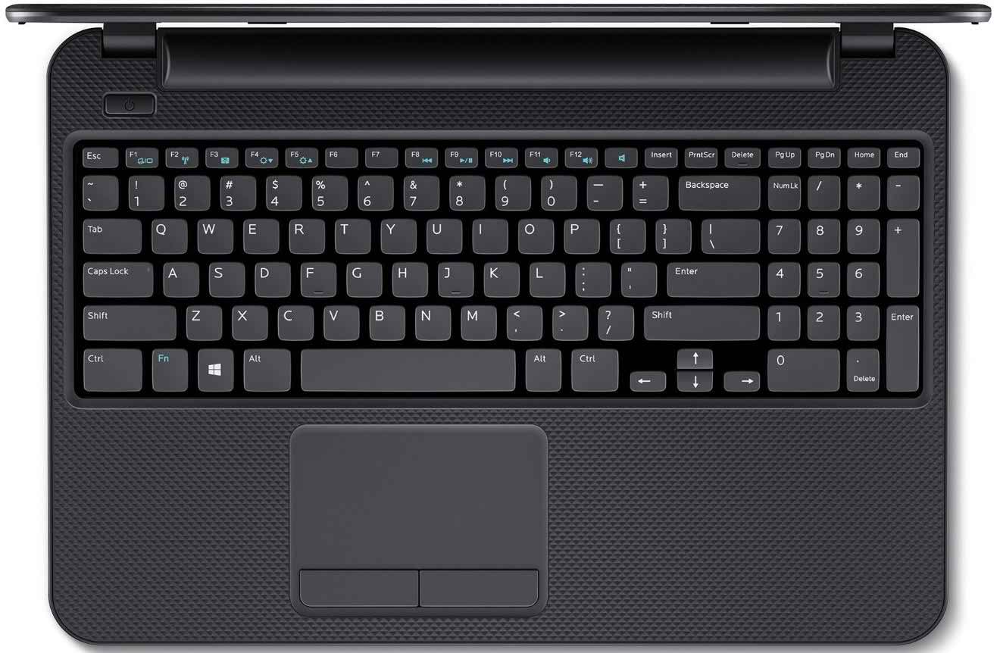 Esc F1 F2 F3 F4 F5 F6 F7 F8 F9 F10 F11 F12 Insert PrntScr Delete Pg Up Pg Dn Home End
~ ! @ # $ % ^ & * ( ) — + Backspace Num Lk / * -
` 1 2 3 4 5 6 7 8 9 0 - =
Tab Q W E R T Y U I O P { } | 7 8 9 +
[ ] \
Caps Lock A S D F G H J K L : " Enter 4 5 6
; '
Shift Z X C V B N M < > ? Shift 1 2 3 Enter
, . /
Ctrl Fn Alt Alt Ctrl ↑ 0 .
← ↓ → Delete